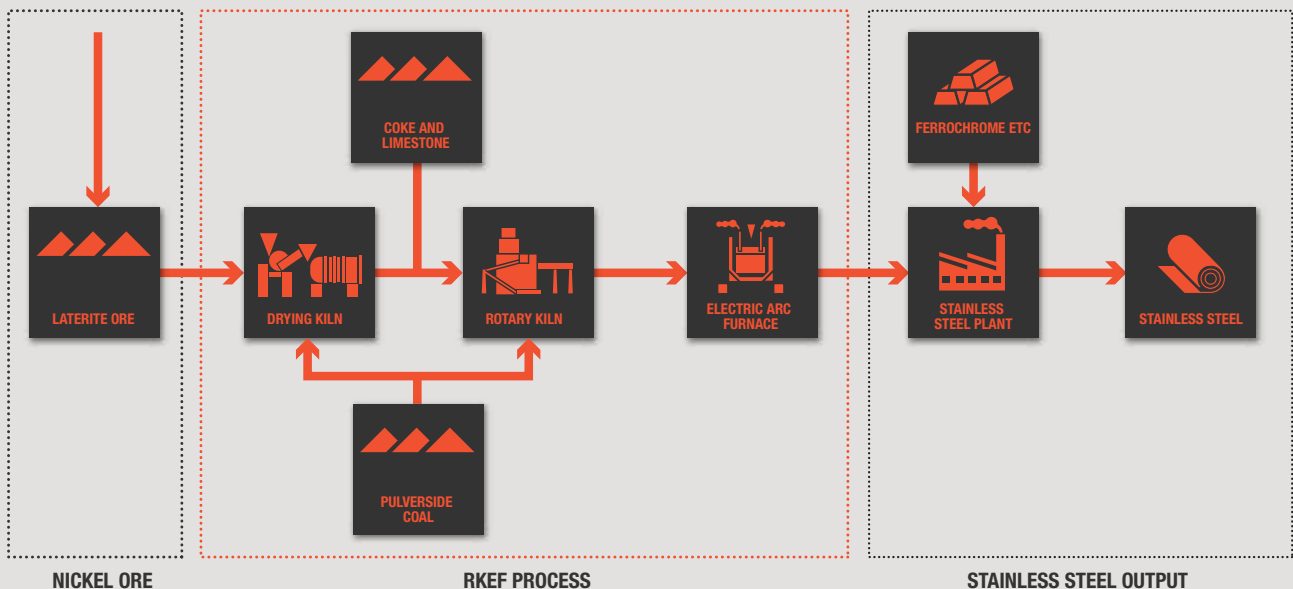 COKE AND
LIMESTONE
FERROCHROME ETC
LATERITE ORE
DRYING KILN
ROTARY KILN
ELECTRIC ARC
FURNACE
STAINLESS
STEEL PLANT
STAINLESS STEEL
PULVERSIDE
COAL
NICKEL ORE
RKEF PROCESS
STAINLESS STEEL OUTPUT